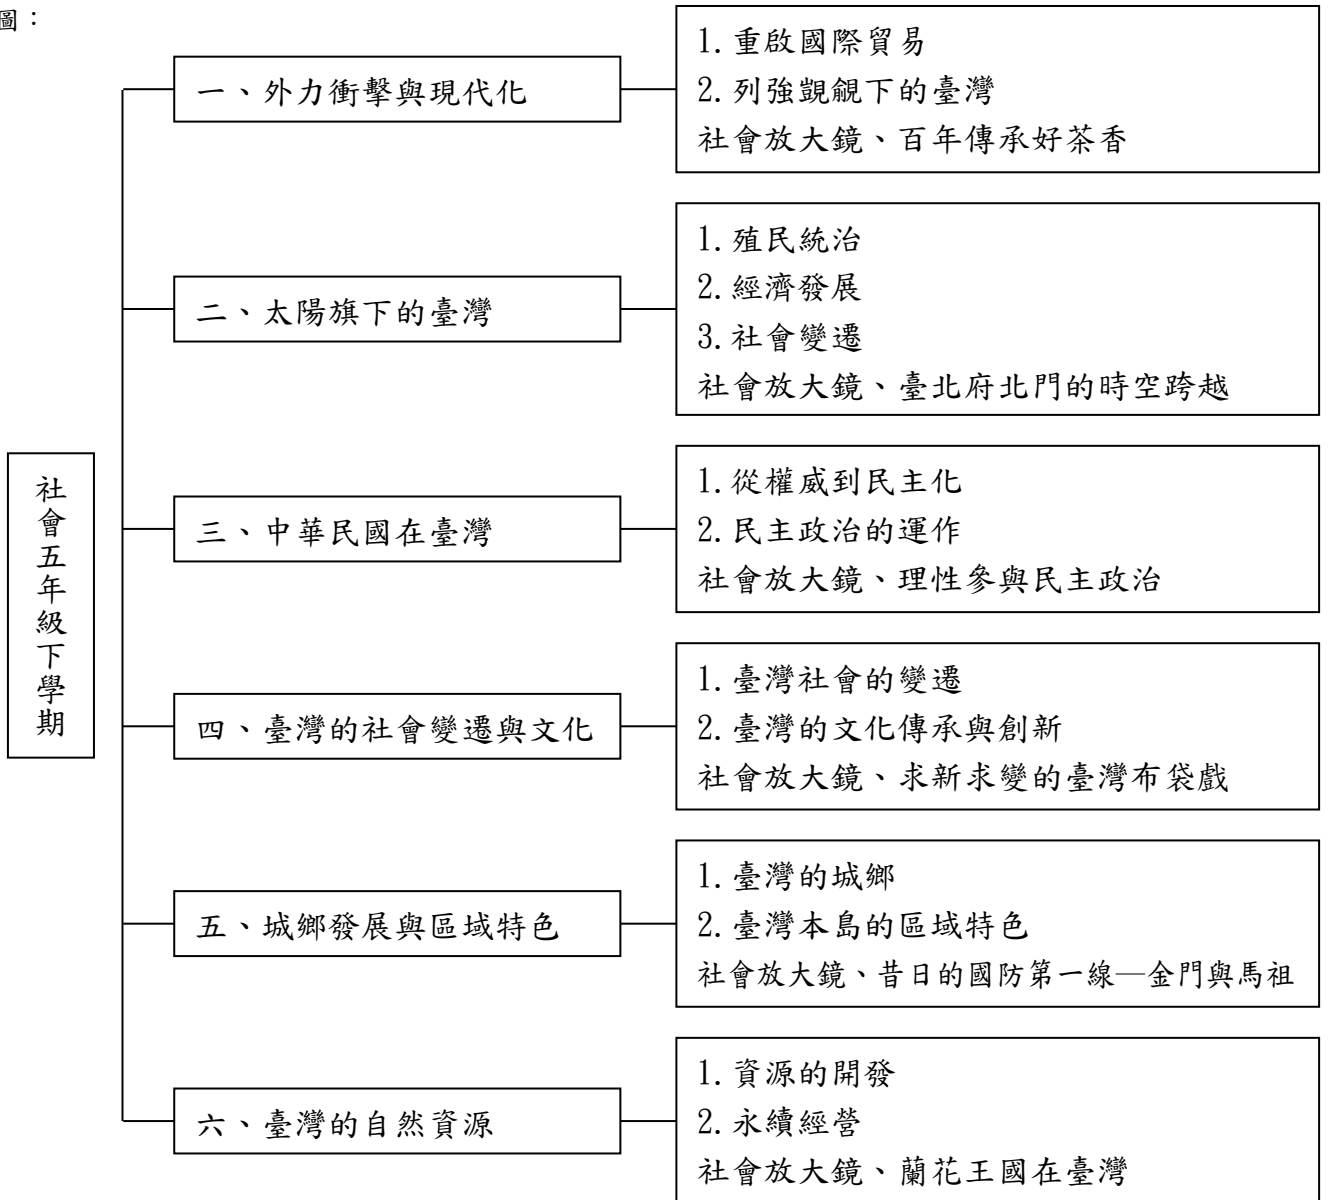 圖：
社會五年級下學期
一、外力衝擊與現代化
1.重啟國際貿易
2.列強覬覦下的臺灣
社會放大鏡、百年傳承好茶香
二、太陽旗下的臺灣
1.殖民統治
2.經濟發展
3.社會變遷
社會放大鏡、臺北府北門的時空跨越
三、中華民國在臺灣
1.從權威到民主化
2.民主政治的運作
社會放大鏡、理性參與民主政治
四、臺灣的社會變遷與文化
1.臺灣社會的變遷
2.臺灣的文化傳承與創新
社會放大鏡、求新求變的臺灣布袋戲
五、城鄉發展與區域特色
1.臺灣的城鄉
2.臺灣本島的區域特色
社會放大鏡、昔日的國防第一線─金門與馬祖
六、臺灣的自然資源
1.資源的開發
2.永續經營
社會放大鏡、蘭花王國在臺灣